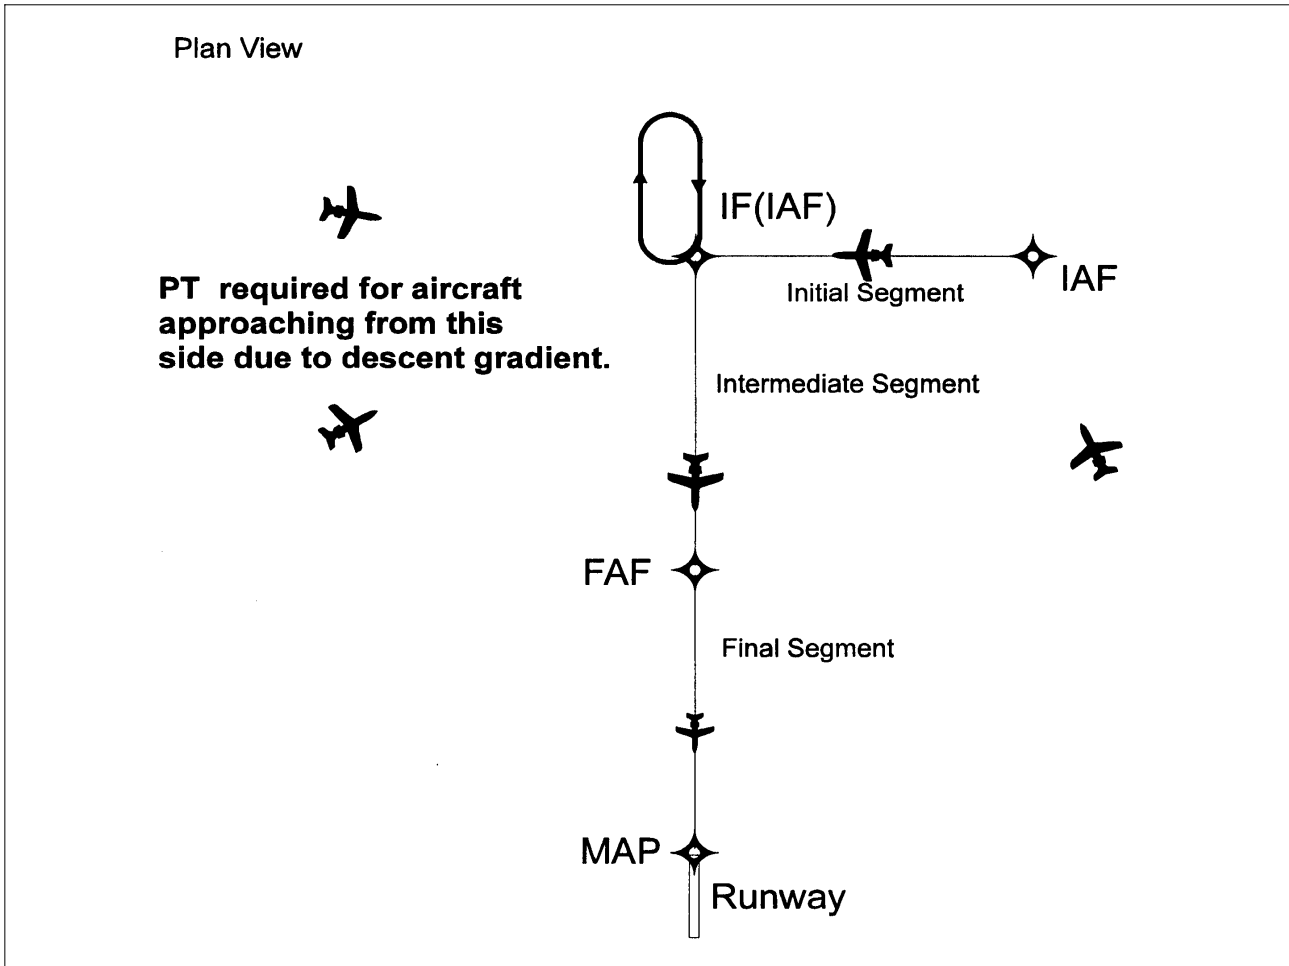 Plan View
IF(IAF)
IAF
Initial Segment
PT  required for aircraft
approaching from this
side due to descent gradient.
Intermediate Segment
FAF
Final Segment
MAP
Runway